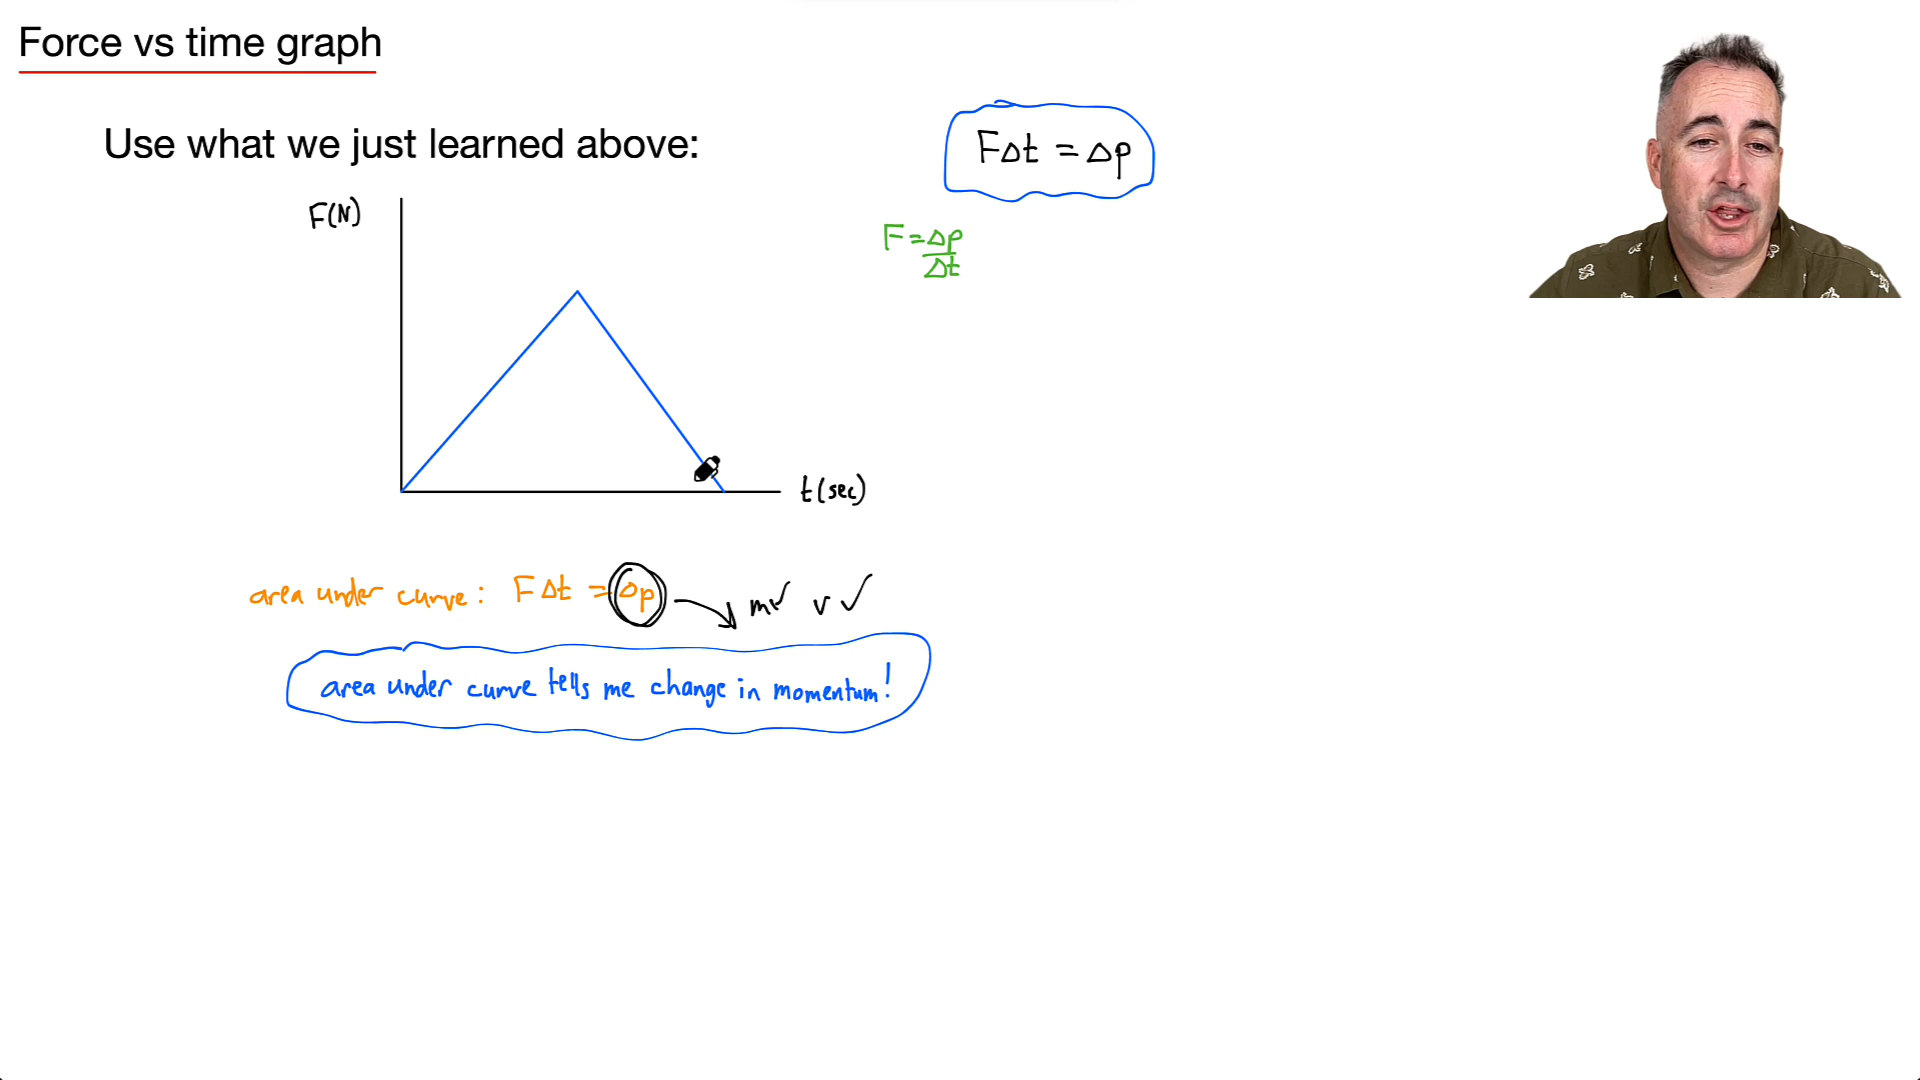 Force vs time graph
Use what we just learned above:
FΔt = Δp
F(N)
F = Δp
Δt
t(sec)
area under curve: FΔt = Δp → m✓ v✓
area under curve tells me change in momentum!